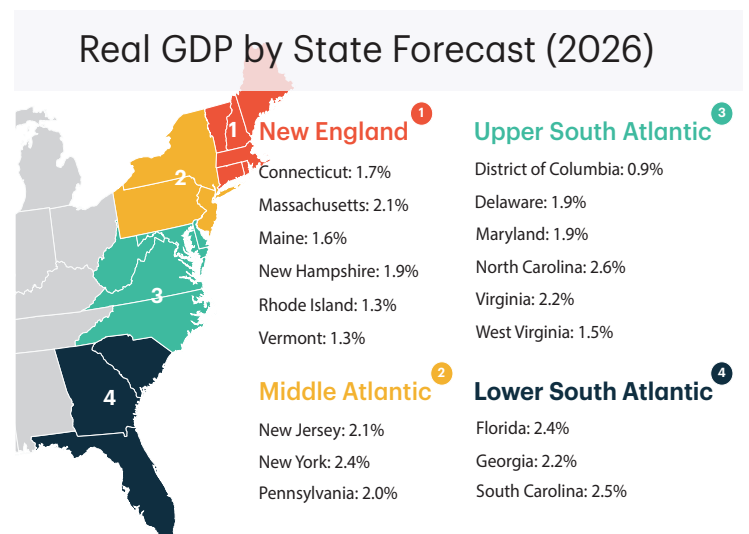 Real GDP by State Forecast (2026)
1
2
3
4
New England 1
Connecticut: 1.7%
Massachusetts: 2.1%
Maine: 1.6%
New Hampshire: 1.9%
Rhode Island: 1.3%
Vermont: 1.3%
Middle Atlantic 2
New Jersey: 2.1%
New York: 2.4%
Pennsylvania: 2.0%
Upper South Atlantic 3
District of Columbia: 0.9%
Delaware: 1.9%
Maryland: 1.9%
North Carolina: 2.6%
Virginia: 2.2%
West Virginia: 1.5%
Lower South Atlantic 4
Florida: 2.4%
Georgia: 2.2%
South Carolina: 2.5%